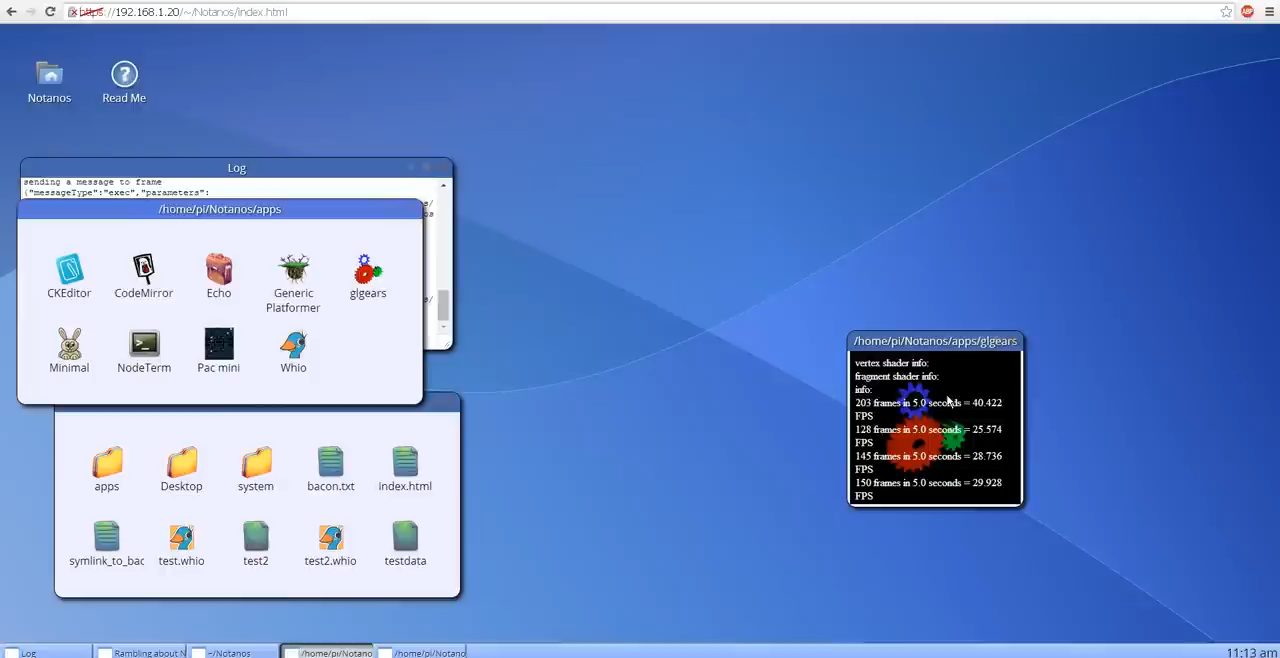 https://192.168.1.20/~/Notanos/index.html
ABP
Notanos
Read Me
Log
sending a message to frame
{"messageType":"exec","parameters":
/home/pi/Notanos/apps
CKEditor
CodeMirror
Echo
Generic
Platformer
glgears
Minimal
NodeTerm
Pac mini
Whio
apps
Desktop
system
bacon.txt
index.html
symlink_to_bac
test.whio
test2
test2.whio
testdata
/home/pi/Notanos/apps/glgears
vertex shader info:
fragment shader info:
info:
203 frames in 5.0 seconds = 40.422
FPS
128 frames in 5.0 seconds = 25.574
FPS
145 frames in 5.0 seconds = 28.736
FPS
150 frames in 5.0 seconds = 29.928
FPS
Log
Rambling about N
~/Notanos
/home/pi/Notano
/home/pi/Notano
11:13 am